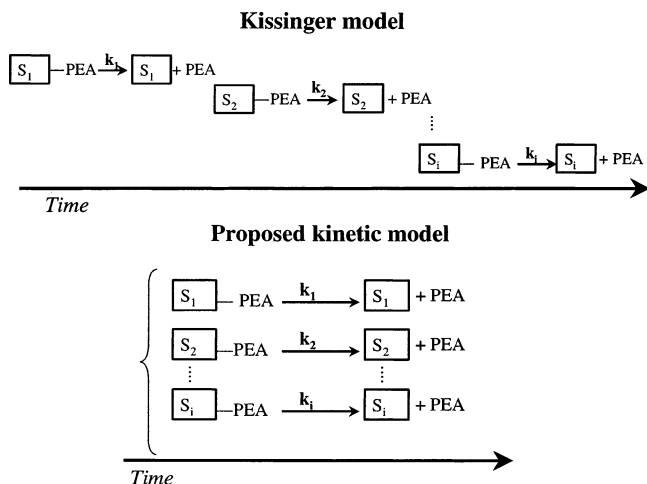 Kissinger model
S1 PEA k1 S1 + PEA
S2 PEA k2 S2 + PEA
Si PEA ki Si + PEA
Time
Proposed kinetic model
S1 PEA k1 S1 + PEA
S2 PEA k2 S2 + PEA
Si PEA ki Si + PEA
Time